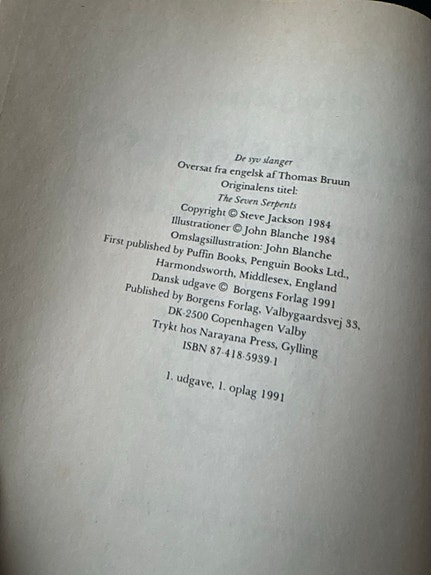 De syv slanger
Oversat fra engelsk af Thomas Bruun
Originalens titel:
The Seven Serpents
Copyright © Steve Jackson 1984
Illustrationer © John Blanche 1984
Omslagsillustration: John Blanche
First published by Puffin Books, Penguin Books Ltd.,
Harmondsworth, Middlesex, England
Dansk udgave © Borgens Forlag 1991
Published by Borgens Forlag, Valbygaardsvej 33,
DK-2500 Copenhagen Valby
Trykt hos Narayana Press, Gylling
ISBN 87-418-5939-1
1. udgave, 1. oplag 1991